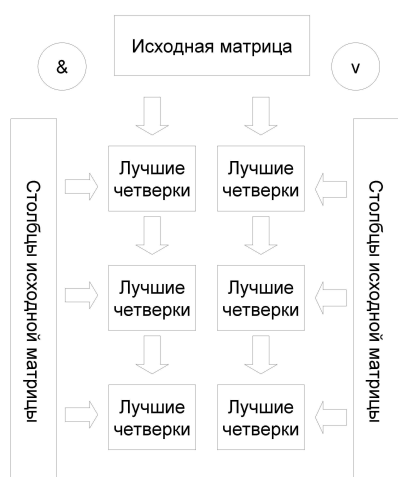 Исходная матрица
&
v
Столбцы исходной матрицы
Лучшие
четверки
Лучшие
четверки
Столбцы исходной матрицы
Лучшие
четверки
Лучшие
четверки
Лучшие
четверки
Лучшие
четверки